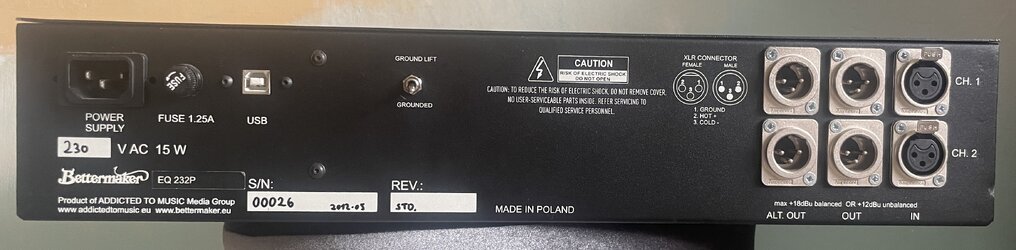 POWER
SUPPLY
FUSE
FUSE 1.25A
USB
230 V AC 15 W
Bettermaker
EQ 232P
Product of ADDICTED TO MUSIC Media Group
www.addictedtomusic.eu www.bettermaker.eu
S/N:
00026 2012-05
REV.:
STD.
GROUND LIFT
GROUNDED
MADE IN POLAND
CAUTION
RISK OF ELECTRIC SHOCK
DO NOT OPEN
CAUTION: TO REDUCE THE RISK OF ELECTRIC SHOCK, DO NOT REMOVE COVER.
NO USER-SERVICEABLE PARTS INSIDE. REFER SERVICING TO
QUALIFIED SERVICE PERSONNEL.
XLR CONNECTOR
FEMALE MALE
1. GROUND
2. HOT +
3. COLD -
PUSH
CH. 1
PUSH
CH. 2
max +18dBu balanced OR +12dBu unbalanced
ALT. OUT OUT IN